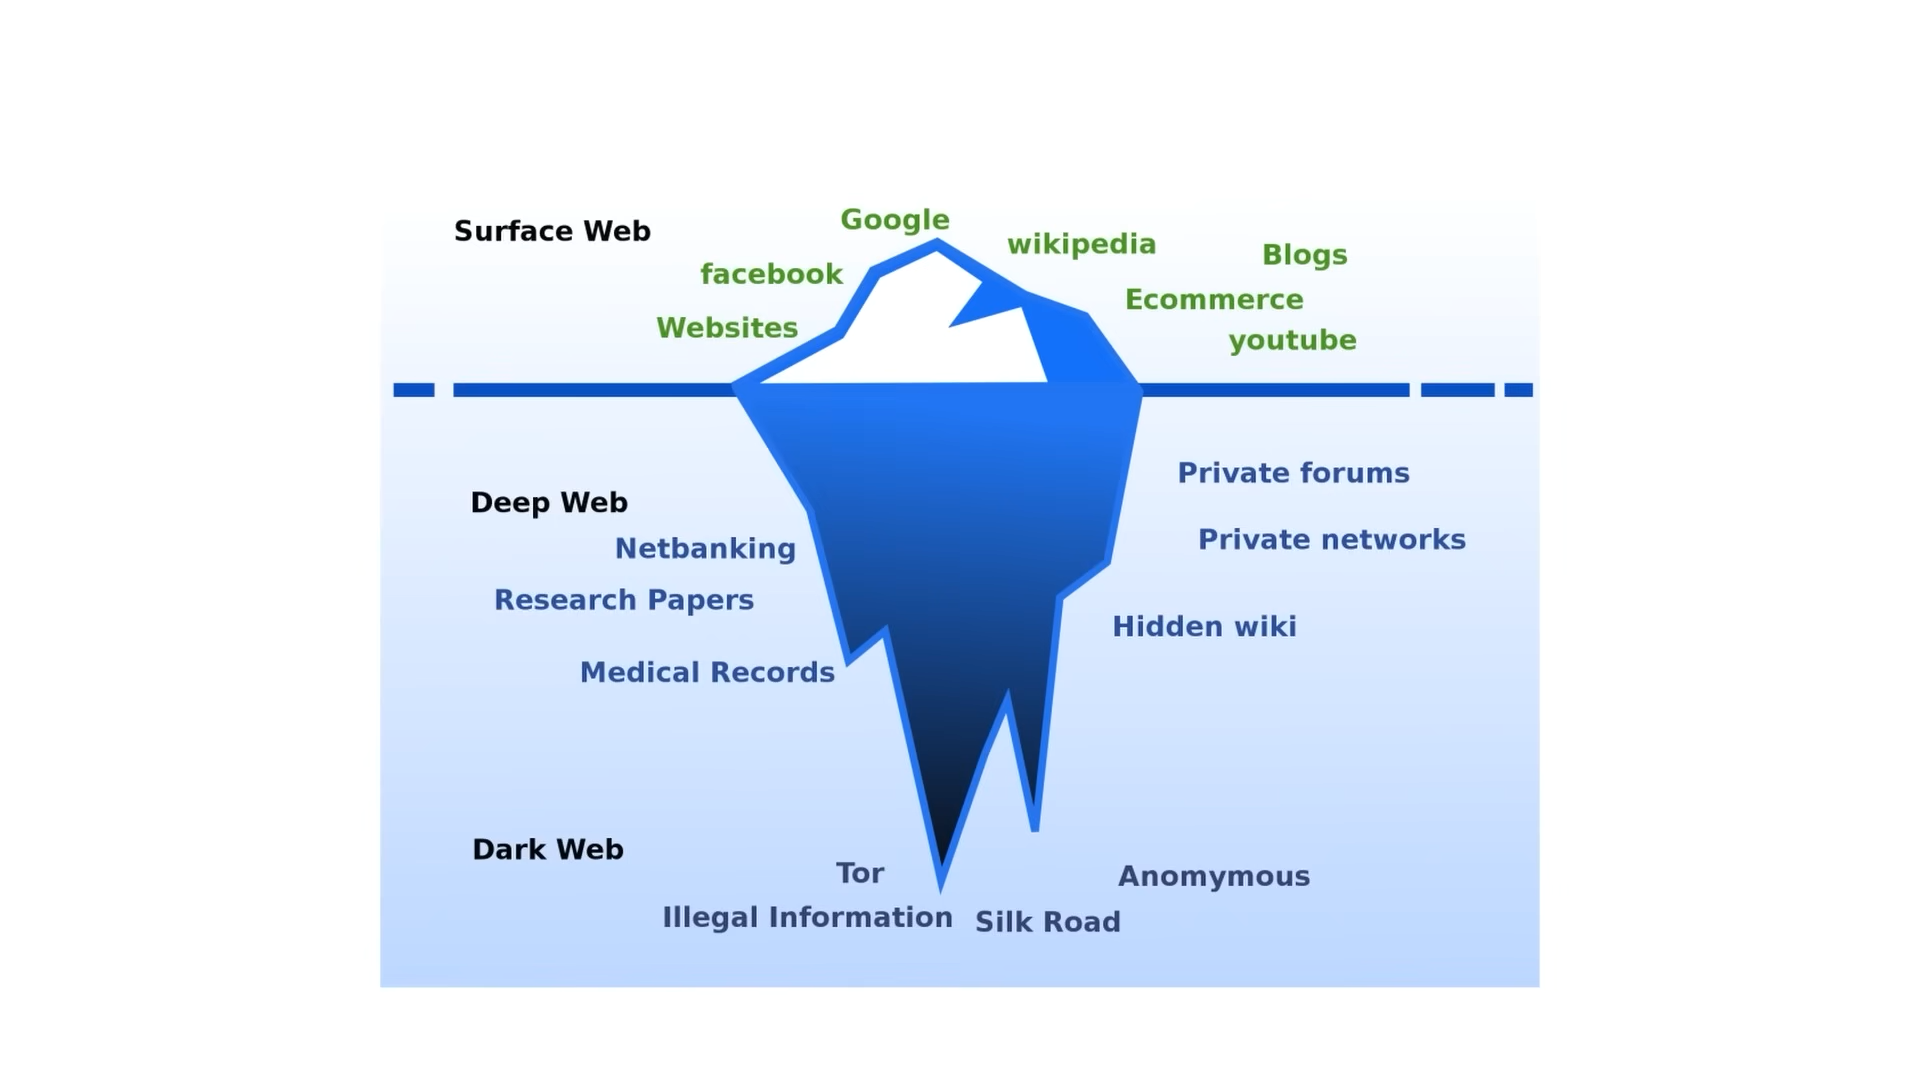 Surface Web
Google
wikipedia
Blogs
facebook
Ecommerce
Websites
youtube
Private forums
Deep Web
Private networks
Netbanking
Research Papers
Hidden wiki
Medical Records
Dark Web
Tor
Anomymous
Illegal Information
Silk Road